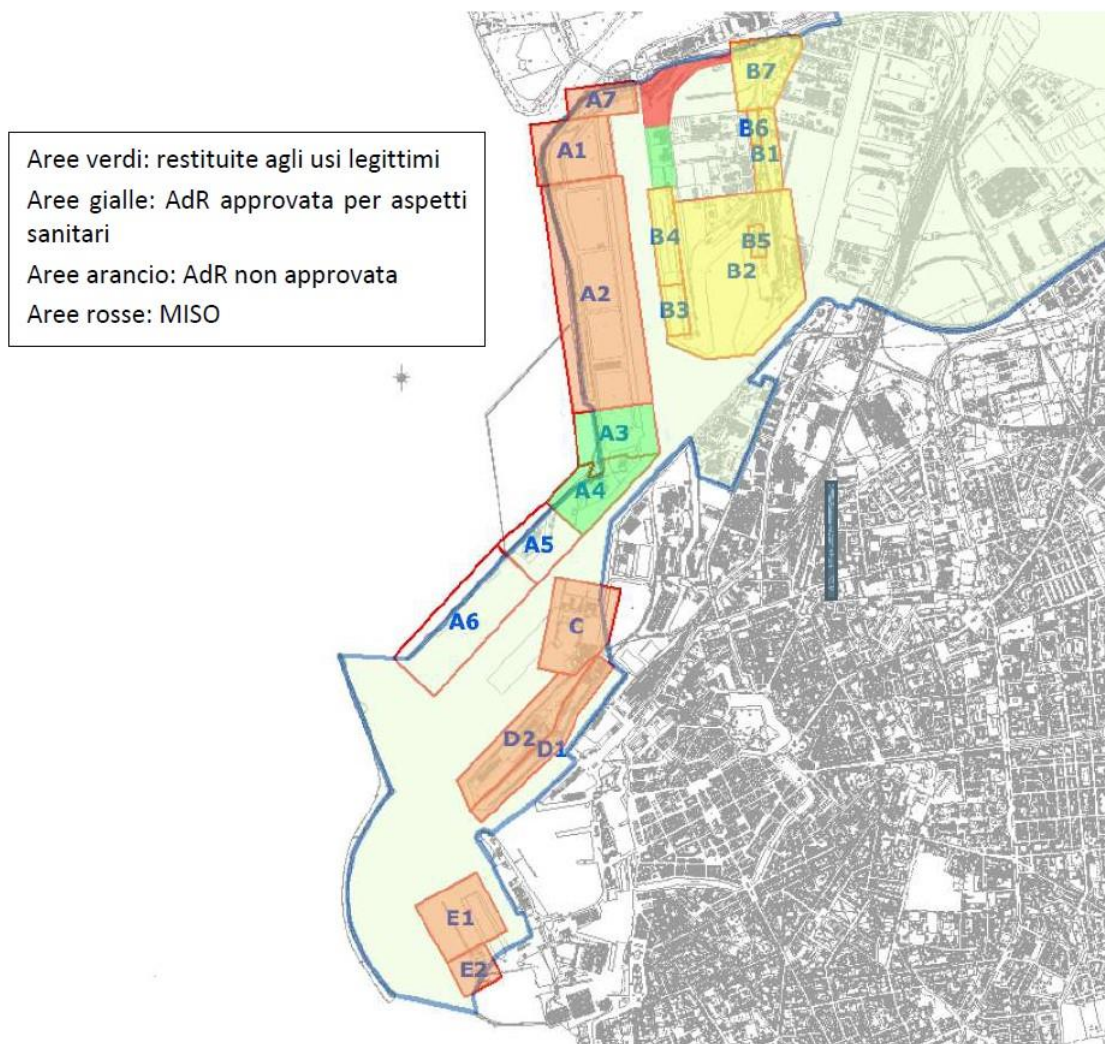 Aree verdi: restituite agli usi legittimi
Aree gialle: AdR approvata per aspetti
sanitari
Aree arancio: AdR non approvata
Aree rosse: MISO
B7
A7
B6
A1
B1
B4
B5
B2
A2
B3
A3
A4
A5
A6
C
D2
D1
E1
E2